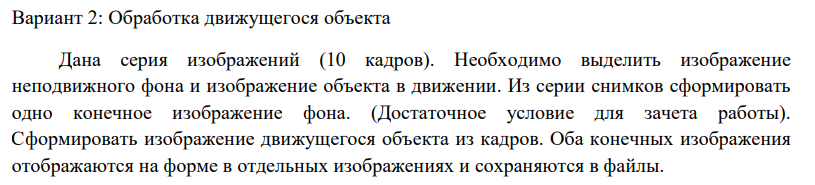 Вариант 2: Обработка движущегося объекта
Дана серия изображений (10 кадров). Необходимо выделить изображение
неподвижного фона и изображение объекта в движении. Из серии снимков сформировать
одно конечное изображение фона. (Достаточное условие для зачета работы).
Сформировать изображение движущегося объекта из кадров. Оба конечных изображения
отображаются на форме в отдельных изображениях и сохраняются в файлы.